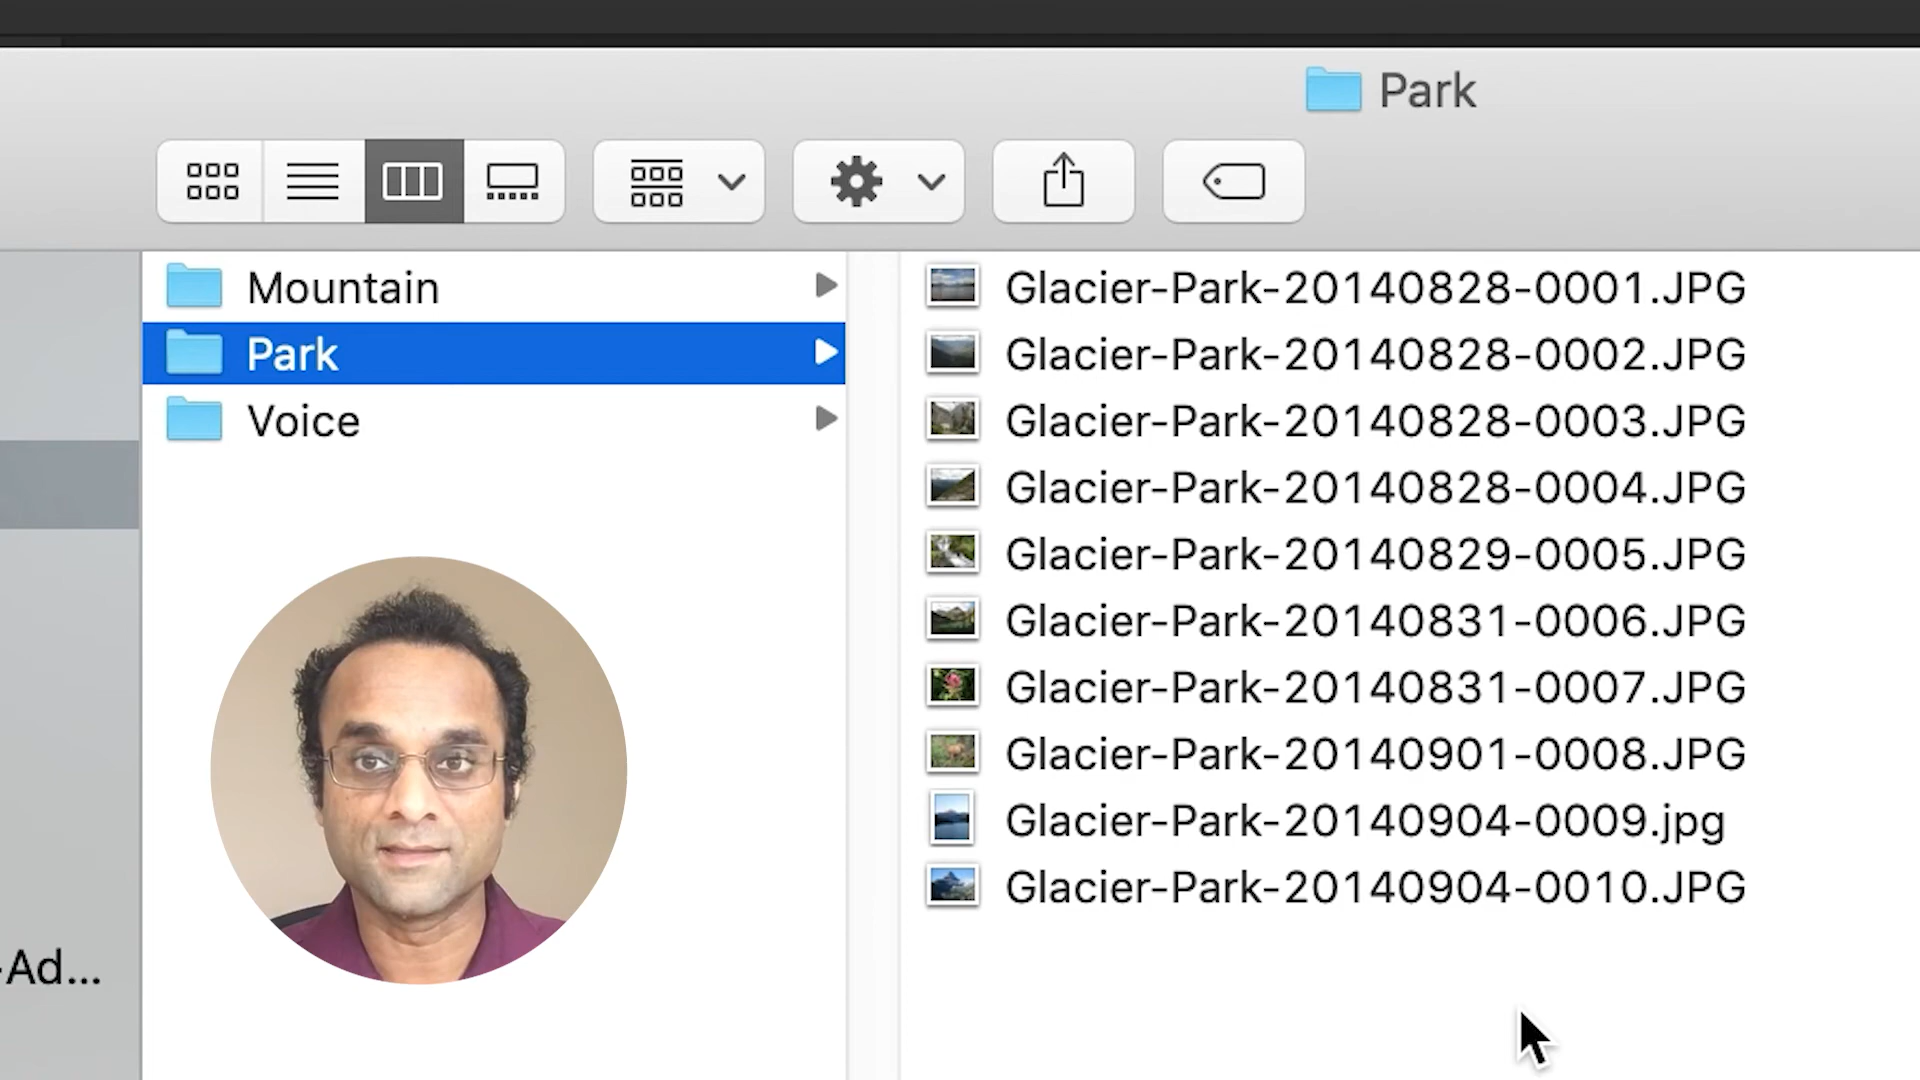 Park
Mountain
Park
Voice
-Ad...
Glacier-Park-20140828-0001.JPG
Glacier-Park-20140828-0002.JPG
Glacier-Park-20140828-0003.JPG
Glacier-Park-20140828-0004.JPG
Glacier-Park-20140829-0005.JPG
Glacier-Park-20140831-0006.JPG
Glacier-Park-20140831-0007.JPG
Glacier-Park-20140901-0008.JPG
Glacier-Park-20140904-0009.jpg
Glacier-Park-20140904-0010.JPG